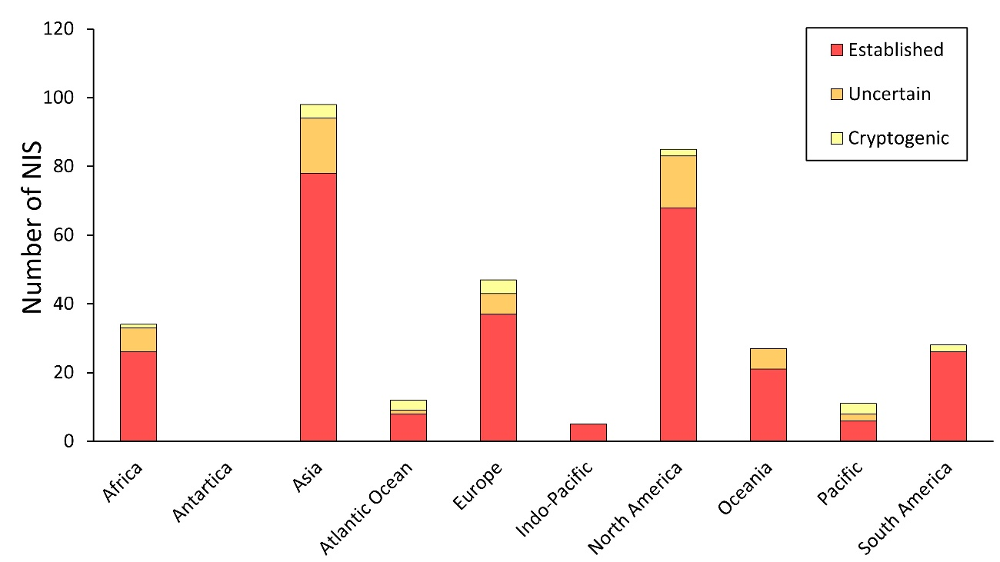 Number of NIS
120
100
80
60
40
20
0
Established
Uncertain
Cryptogenic
Africa
Antartica
Asia
Atlantic Ocean
Europe
Indo-Pacific
North America
Oceania
Pacific
South America